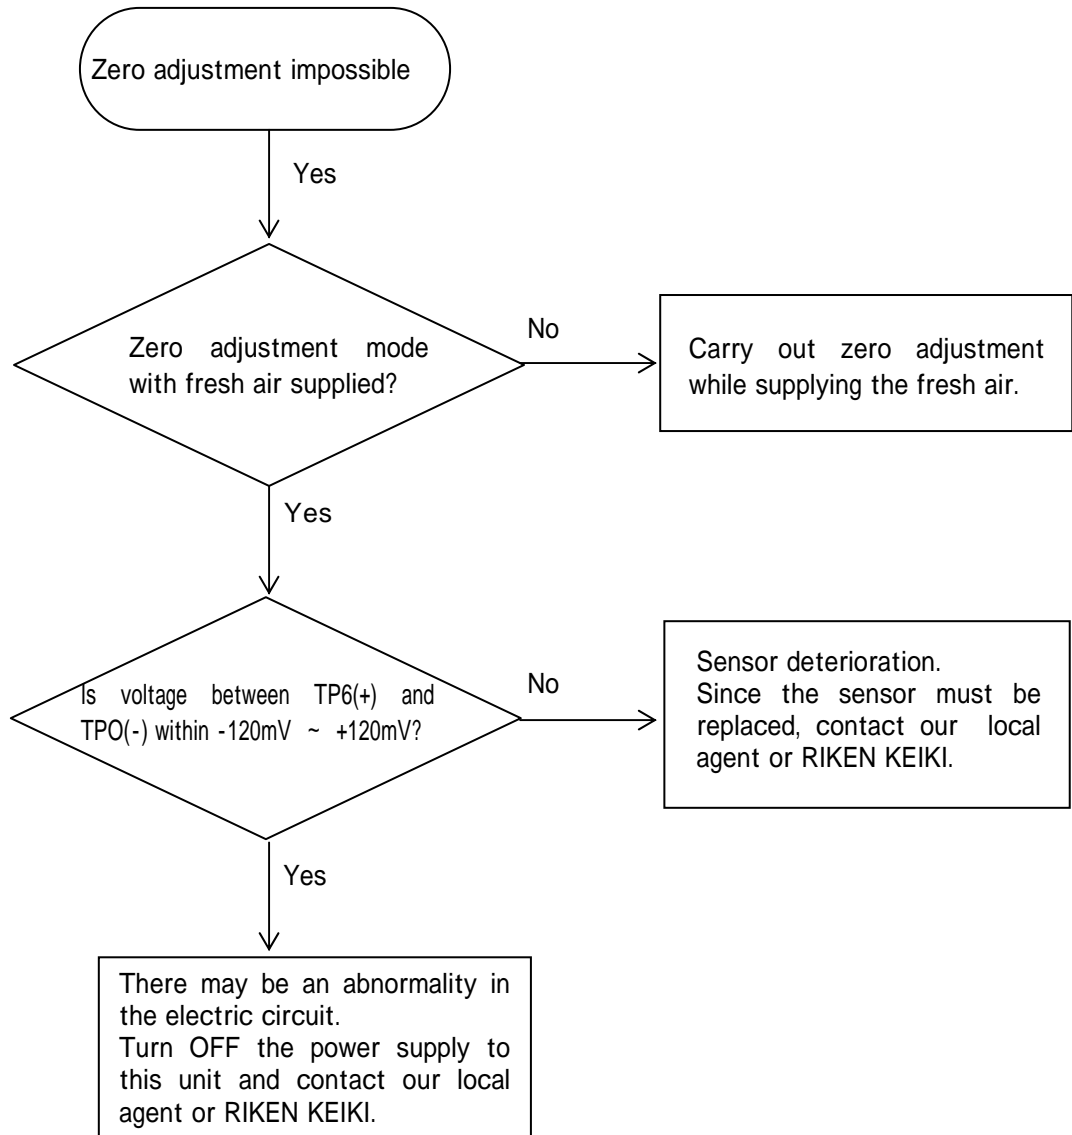 Zero adjustment impossible
Yes
Zero adjustment mode
with fresh air supplied?
No
Carry out zero adjustment
while supplying the fresh air.
Yes
Is voltage between TP6(+) and
TPO(-) within -120mV ~ +120mV?
No
Sensor deterioration.
Since the sensor must be
replaced, contact our local
agent or RIKEN KEIKI.
Yes
There may be an abnormality in
the electric circuit.
Turn OFF the power supply to
this unit and contact our local
agent or RIKEN KEIKI.